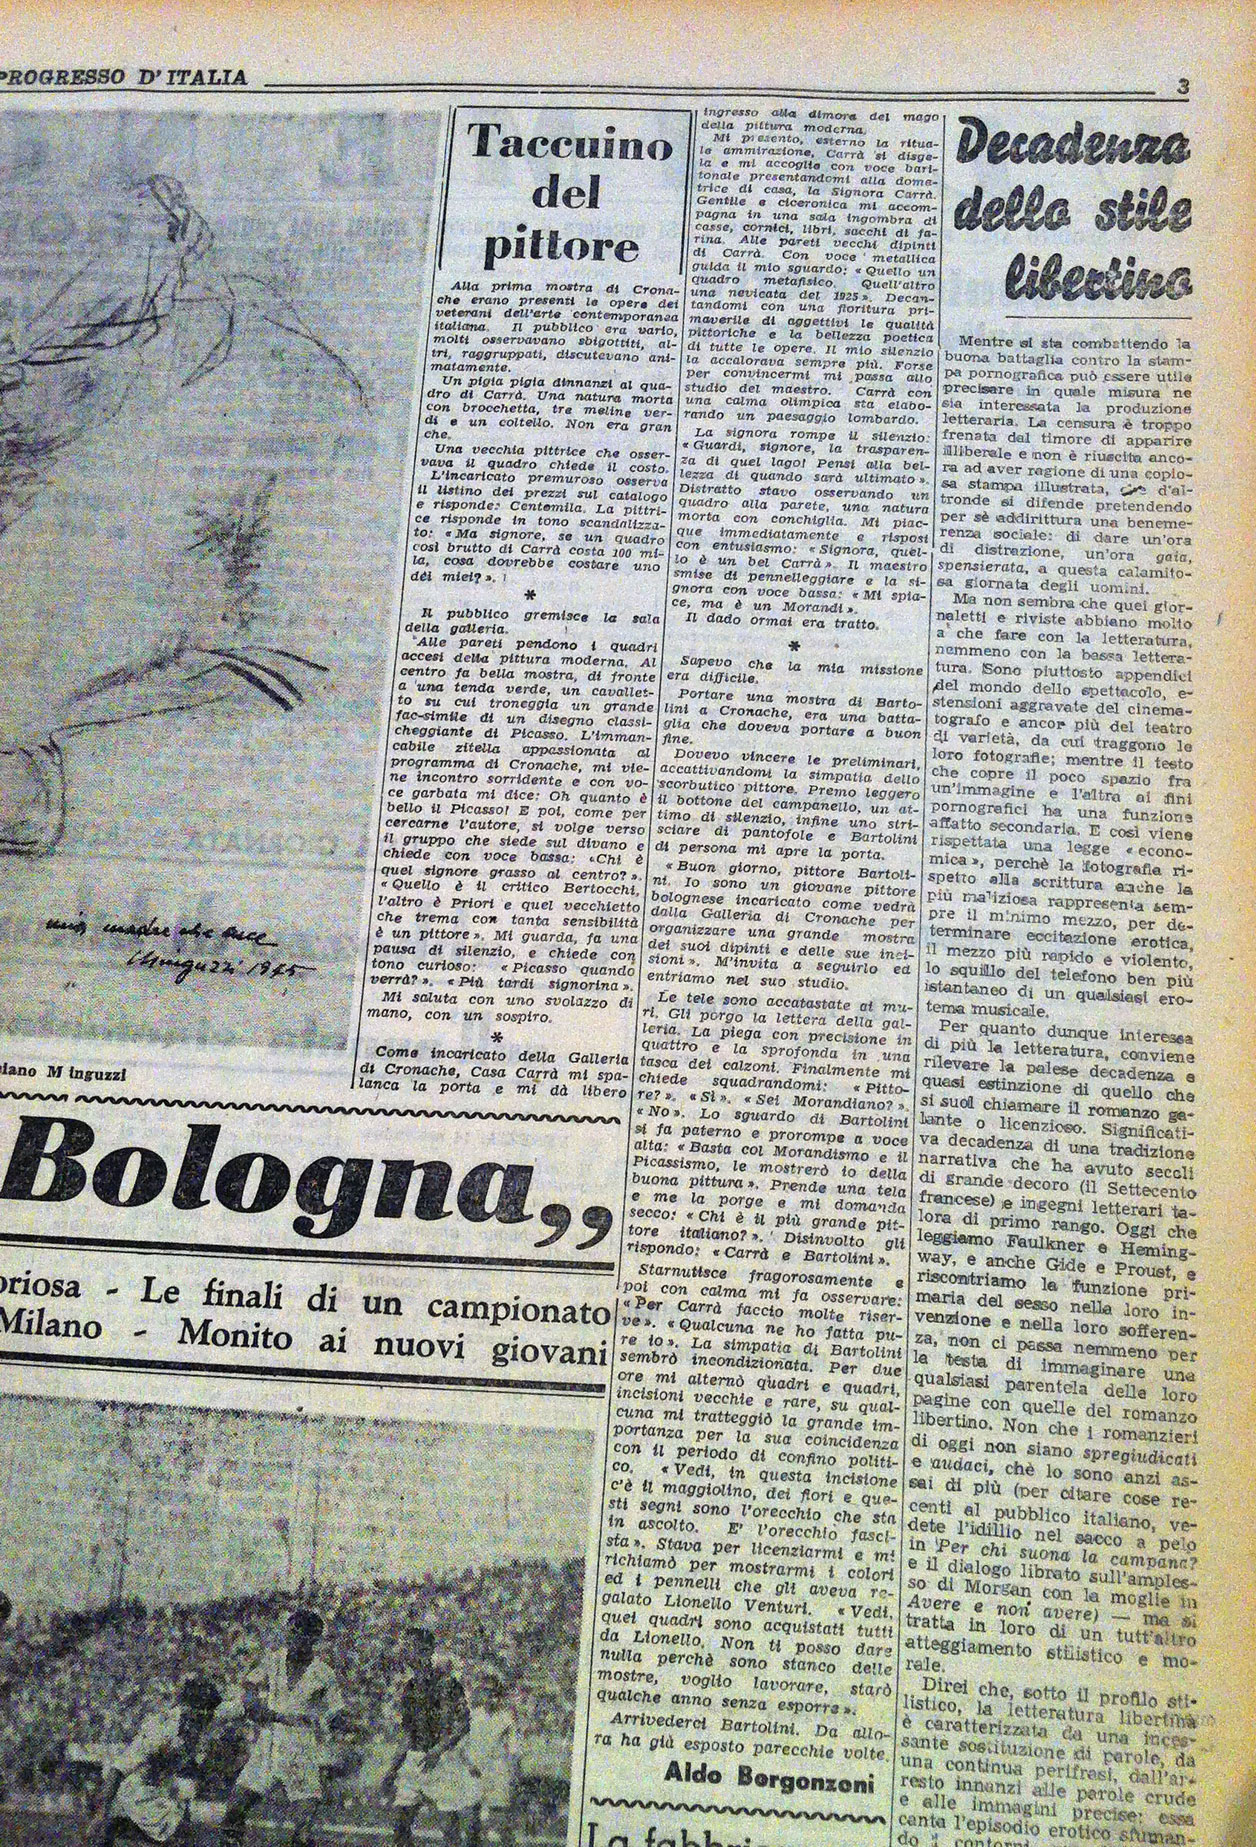 PROGRESSO D'ITALIA
3
mia madre che cuce
Minguzzi 1945
iano M inguzzi
Bologna,,
oriosa - Le finali di un campionato
Milano - Monito ai nuovi giovani
Taccuino
del
pittore
Alla prima mostra di Crona-
che erano presenti le opere dei
veterani dell'arte contemporanea
italiana. Il pubblico era vario,
molti osservavano sbigottiti, al-
tri, raggruppati, discutevano ani-
matamente.
Un pigia pigia dinnanzi al qua-
dro di Carrà. Una natura morta
con brocchetta, tre meline ver-
di e un coltello. Non era gran
che.
Una vecchia pittrice che osser-
vava il quadro chiede il costo.
L'incaricato premuroso osserva
il listino dei prezzi sul catalogo
e risponde: Centomila. La pittri-
ce risponde in tono scandalizza-
to: «Ma signore, se un quadro
così brutto di Carrà costa 100 mi-
la, cosa dovrebbe costare uno
dei miei?».
*
Il pubblico gremisce la sala
della galleria.
Alle pareti pendono i quadri
accesi della pittura moderna. Al
centro fa bella mostra, di fronte
a una tenda verde, un cavallet-
to su cui troneggia un grande
fac-simile di un disegno classi-
cheggiante di Picasso. L'imman-
cabile zitella appassionata al
programma di Cronache, mi vie-
ne incontro sorridente e con vo-
ce garbata mi dice: Oh quanto è
bello il Picasso! E poi, come per
cercarne l'autore, si volge verso
il gruppo che siede sul divano e
chiede con voce bassa: «Chi è
quel signore grasso al centro?».
«Quello è il critico Bertocchi,
l'altro è Priori e quel vecchietto
che trema con tanta sensibilità
è un pittore». Mi guarda, fa una
pausa di silenzio, e chiede con
tono curioso: «Picasso quando
verrà?». «Più tardi signorina».
Mi saluta con uno svolazzo di
mano, con un sospiro.
*
Come incaricato della Galleria
di Cronache, Casa Carrà mi spa-
lanca la porta e mi dà libero
ingresso alla dimora del mago
della pittura moderna.
Mi presento, esterno la ritua-
le ammirazione, Carrà si disge-
la e mi accoglie con voce bari-
tonale presentandomi alla doma-
trice di casa, la Signora Carrà.
Gentile e ciceronica mi accom-
pagna in una sala ingombra di
casse, cornici, libri, sacchi di fa-
rina. Alle pareti vecchi dipinti
di Carrà. Con voce metallica
guida il mio sguardo: «Quello un
quadro metafisico. Quell'altro
una nevicata del 1925». Decan-
tandomi con una fioritura pri-
maverile di aggettivi le qualità
pittoriche e la bellezza poetica
di tutte le opere. Il mio silenzio
la accalorava sempre più. Forse
per convincermi mi passa allo
studio del maestro. Carrà con
una calma olimpica sta elabo-
rando un paesaggio lombardo.
La signora rompe il silenzio:
«Guardi, signore, la trasparen-
za di quel lago! Pensi alla bel-
lezza di quando sarà ultimato».
Distratto stavo osservando un
quadro alla parete, una natura
morta con conchiglia. Mi piac-
que immediatamente e risposi
con entusiasmo: «Signora, quel-
lo è un bel Carrà». Il maestro
smise di pennelleggiare e la si-
gnora con voce bassa: «Mi spia-
ce, ma è un Morandi».
Il dado ormai era tratto.
*
Sapevo che la mia missione
era difficile.
Portare una mostra di Barto-
lini a Cronache, era una batta-
glia che doveva portare a buon
fine.
Dovevo vincere le preliminari,
accattivandomi la simpatia dello
scorbutico pittore. Premo leggero
il bottone del campanello, un at-
timo di silenzio, infine uno stri-
sciare di pantofole e Bartolini
di persona mi apre la porta.
«Buon giorno, pittore Bartoli-
ni. Io sono un giovane pittore
bolognese incaricato come vedrà
dalla Galleria di Cronache per
organizzare una grande mostra
dei suoi dipinti e delle sue inci-
sioni». M'invita a seguirlo ed
entriamo nel suo studio.
Le tele sono accatastate ai mu-
ri. Gli porgo la lettera della gal-
leria. La piega con precisione in
quattro e la sprofonda in una
tasca dei calzoni. Finalmente mi
chiede squadrandomi: «Pitto-
re?». «Sì». «Sei Morandiano?».
«No». Lo sguardo di Bartolini
si fa paterno e prorompe a voce
alta: «Basta col Morandismo e il
Picassismo, le mostrerò io della
buona pittura». Prende una tela
e me la porge e mi domanda
secco: «Chi è il più grande pit-
tore italiano?». Disinvolto gli
rispondo: «Carrà e Bartolini».
Starnutisce fragorosamente e
poi con calma mi fa osservare:
«Per Carrà faccio molte riser-
ve». «Qualcuna ne ho fatta pu-
re io». La simpatia di Bartolini
sembrò incondizionata. Per due
ore mi alternò quadri e quadri,
incisioni vecchie e rare, su qual-
cuna mi tratteggiò la grande im-
portanza per la sua coincidenza
con il periodo di confino politi-
co. «Vedi, in questa incisione
c'è il maggiolino, dei fiori e que-
sti segni sono l'orecchio che sta
in ascolto. E' l'orecchio fasci-
sta». Stava per licenziarmi e mi
richiamò per mostrarmi i colori
ed i pennelli che gli aveva re-
galato Lionello Venturi. «Vedi,
quei quadri sono acquistati tutti
da Lionello. Non ti posso dare
nulla perchè sono stanco delle
mostre, voglio lavorare, starò
qualche anno senza esporre».
Arrivederci Bartolini. Da allo-
ra ha già esposto parecchie volte.
Aldo Borgonzoni
La fabbrica
Decadenza
dello stile
libertino
Mentre si sta combattendo la
buona battaglia contro la stam-
pa pornografica può essere utile
precisare in quale misura ne
sia interessata la produzione
letteraria. La censura è troppo
frenata dal timore di apparire
illiberale e non è riuscita anco-
ra ad aver ragione di una copio-
sa stampa illustrata, che d'al-
tronde si difende pretendendo
per sè addirittura una beneme-
renza sociale: di dare un'ora
di distrazione, un'ora gaia,
spensierata, a questa calamito-
sa giornata degli uomini.
Ma non sembra che quei gior-
naletti e riviste abbiano molto
a che fare con la letteratura,
nemmeno con la bassa lettera-
tura. Sono piuttosto appendici
del mondo dello spettacolo, e-
stensioni aggravate del cinema-
tografo e ancor più del teatro
di varietà, da cui traggono le
loro fotografie; mentre il testo
che copre il poco spazio fra
un'immagine e l'altra ai fini
pornografici ha una funzione
affatto secondaria. E così viene
rispettata una legge «econo-
mica», perchè la fotografia ri-
spetto alla scrittura anche la
più maliziosa rappresenta sem-
pre il minimo mezzo, per de-
terminare eccitazione erotica,
il mezzo più rapido e violento,
lo squillo del telefono ben più
istantaneo di un qualsiasi ero-
tema musicale.
Per quanto dunque interessa
di più la letteratura, conviene
rilevare la palese decadenza e
quasi estinzione di quello che
si suol chiamare il romanzo ga-
lante o licenzioso. Significati-
va decadenza di una tradizione
narrativa che ha avuto secoli
di grande decoro (il Settecento
francese) e ingegni letterari ta-
lora di primo rango. Oggi che
leggiamo Faulkner e Heming-
way, e anche Gide e Proust, e
riscontriamo la funzione pri-
maria del sesso nella loro in-
venzione e nella loro sofferen-
za, non ci passa nemmeno per
la testa di immaginare una
qualsiasi parentela delle loro
pagine con quelle del romanzo
libertino. Non che i romanzieri
di oggi non siano spregiudicati
e audaci, chè lo sono anzi as-
sai di più (per citare cose re-
centi al pubblico italiano, ve-
dete l'idillio nel sacco a pelo
in Per chi suona la campana?
e il dialogo librato sull'amples-
so di Morgan con la moglie in
Avere e non avere) — ma si
tratta in loro di un tutt'altro
atteggiamento stilistico e mo-
rale.
Direi che, sotto il profilo sti-
listico, la letteratura libertina
è caratterizzata da una inces-
sante sostituzione di parole, da
una continua perifrasi, dall'ar-
resto innanzi alle parole crude
e alle immagini precise: essa
canta l'episodio erotico sfuman-
do i contorni